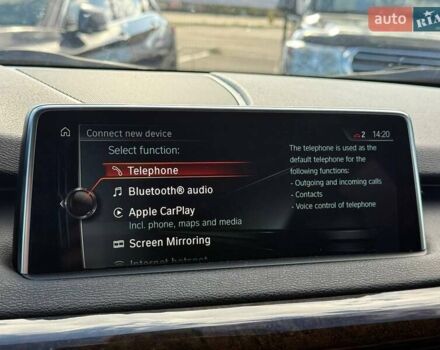 auto RIA
Connect new device
2 14:20
Select function:
Telephone
Bluetooth® audio
Apple CarPlay
Incl. phone, maps and media
Screen Mirroring
Internet hotspot
The telephone is used as the
default telephone for the
following functions:
- Outgoing and incoming calls
- Contacts
- Voice control of telephone